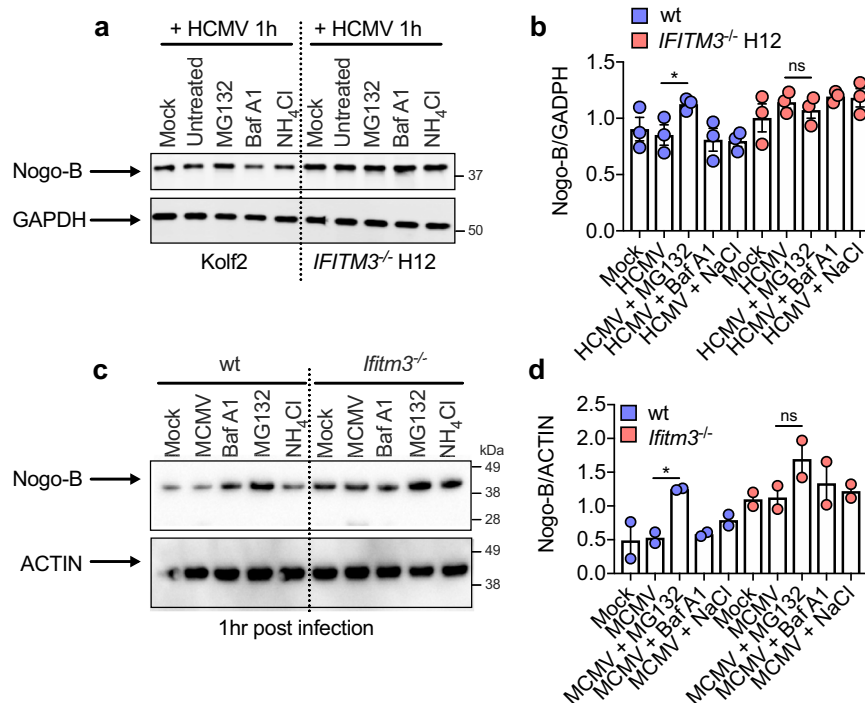 a
+ HCMV 1h + HCMV 1h
Mock Untreated MG132 Baf A1 NH4Cl Mock Untreated MG132 Baf A1 NH4Cl
Nogo-B
37
GAPDH
50
Kolf2 IFITM3-/- H12
b
wt
IFITM3-/- H12
Nogo-B/GADPH
1.5
1.0
0.5
0.0
* ns
Mock HCMV HCMV + MG132 HCMV + Baf A1 HCMV + NaCl Mock HCMV HCMV + MG132 HCMV + Baf A1 HCMV + NaCl
c
wt Ifitm3-/-
Mock MCMV Baf A1 MG132 NH4Cl Mock MCMV Baf A1 MG132 NH4Cl
kDa
Nogo-B
49
38
28
ACTIN
49
38
1hr post infection
d
wt
Ifitm3-/-
Nogo-B/ACTIN
2.5
2.0
1.5
1.0
0.5
0.0
* ns
Mock MCMV MCMV + MG132 MCMV + Baf A1 MCMV + NaCl Mock MCMV MCMV + MG132 MCMV + Baf A1 MCMV + NaCl